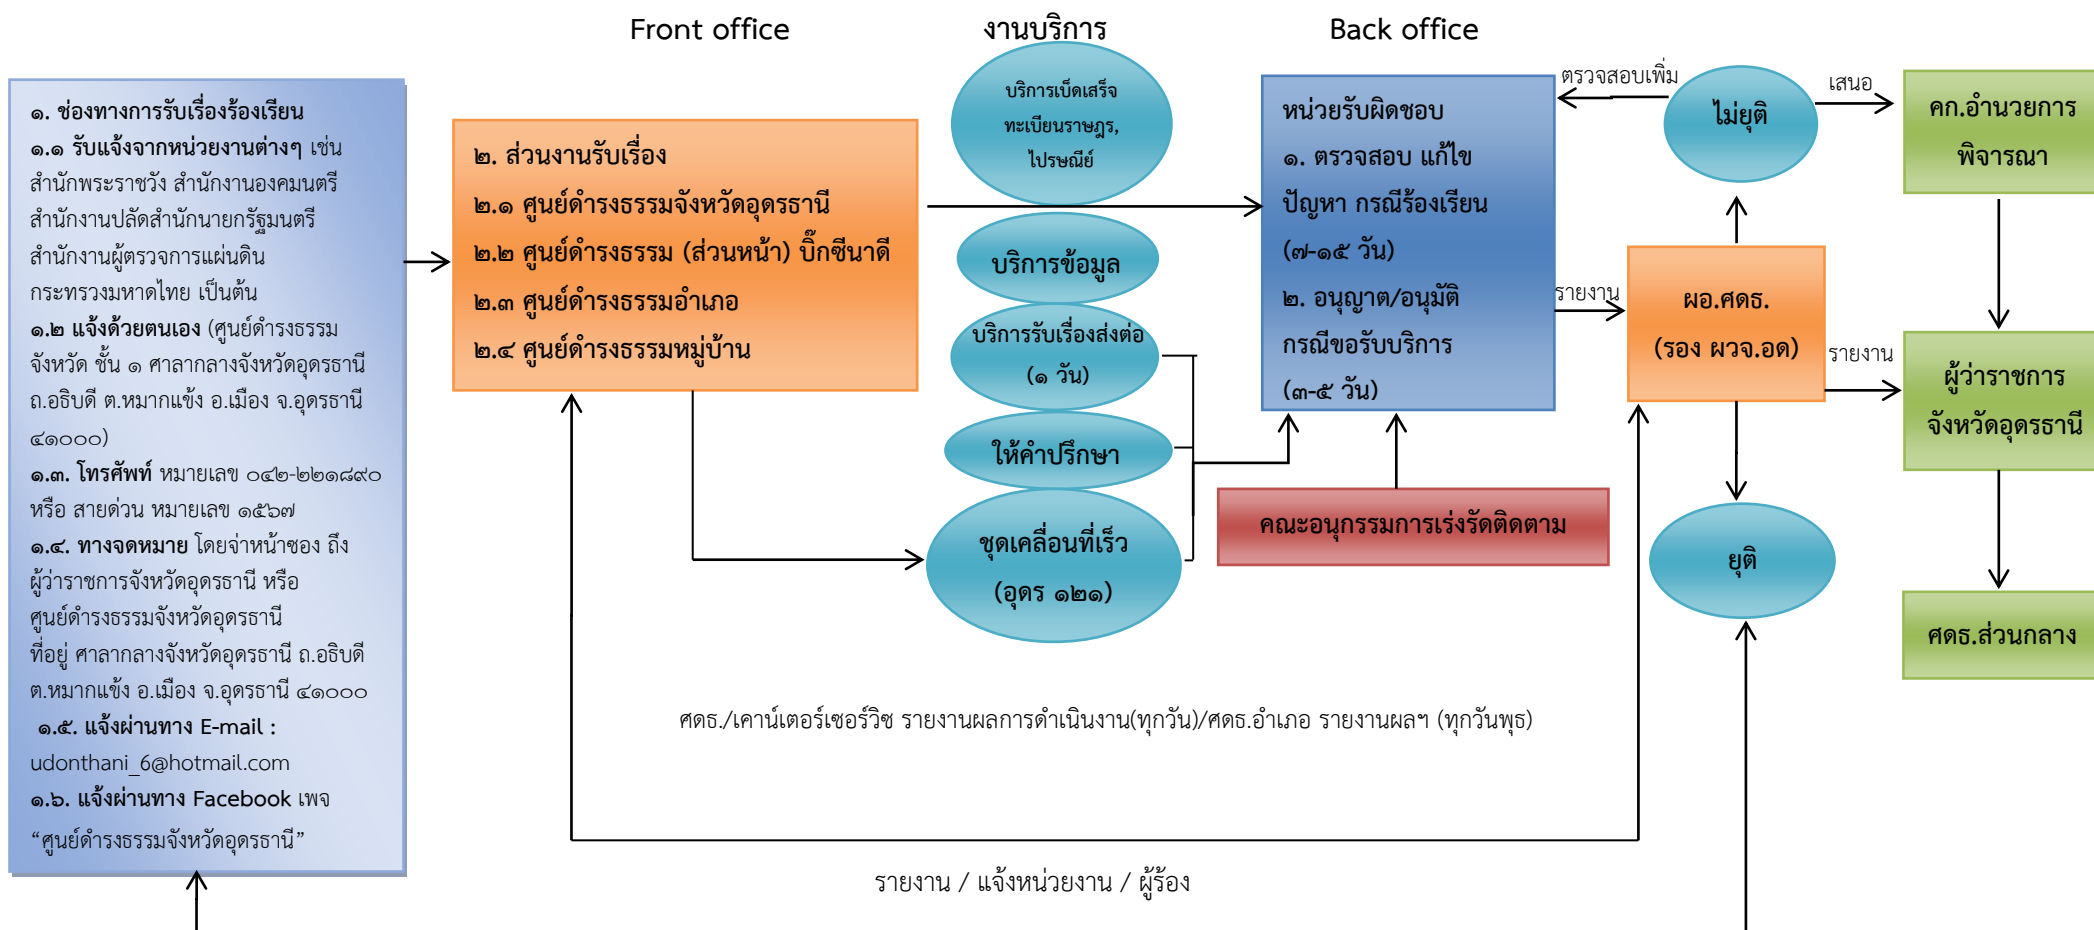 Front office
งานบริการ
Back office
๑. ช่องทางการรับเรื่องร้องเรียน
๑.๑ รับแจ้งจากหน่วยงานต่างๆ เช่น
สำนักพระราชวัง สำนักงานองคมนตรี
สำนักงานปลัดสำนักนายกรัฐมนตรี
สำนักงานผู้ตรวจการแผ่นดิน
กระทรวงมหาดไทย เป็นต้น
๑.๒ แจ้งด้วยตนเอง (ศูนย์ดำรงธรรม
จังหวัด ชั้น ๑ ศาลากลางจังหวัดอุดรธานี
ถ.อธิบดี ต.หมากแข้ง อ.เมือง จ.อุดรธานี
๔๑๐๐๐)
๑.๓. โทรศัพท์ หมายเลข ๐๔๒-๒๒๑๘๙๐
หรือ สายด่วน หมายเลข ๑๕๖๗
๑.๔. ทางจดหมาย โดยจ่าหน้าซอง ถึง
ผู้ว่าราชการจังหวัดอุดรธานี หรือ
ศูนย์ดำรงธรรมจังหวัดอุดรธานี
ที่อยู่ ศาลากลางจังหวัดอุดรธานี ถ.อธิบดี
ต.หมากแข้ง อ.เมือง จ.อุดรธานี ๔๑๐๐๐
๑.๕. แจ้งผ่านทาง E-mail :
udonthani_6@hotmail.com
๑.๖. แจ้งผ่านทาง Facebook เพจ
“ศูนย์ดำรงธรรมจังหวัดอุดรธานี”
๒. ส่วนงานรับเรื่อง
๒.๑ ศูนย์ดำรงธรรมจังหวัดอุดรธานี
๒.๒ ศูนย์ดำรงธรรม (ส่วนหน้า) บิ๊กซีนาดี
๒.๓ ศูนย์ดำรงธรรมอำเภอ
๒.๔ ศูนย์ดำรงธรรมหมู่บ้าน
บริการเบ็ดเสร็จ
ทะเบียนราษฎร,
ไปรษณีย์
บริการข้อมูล
บริการรับเรื่องส่งต่อ
(๑ วัน)
ให้คำปรึกษา
ชุดเคลื่อนที่เร็ว
(อุดร ๑๒๑)
หน่วยรับผิดชอบ
๑. ตรวจสอบ แก้ไข
ปัญหา กรณีร้องเรียน
(๗-๑๕ วัน)
๒. อนุญาต/อนุมัติ
กรณีขอรับบริการ
(๓-๕ วัน)
คณะอนุกรรมการเร่งรัดติดตาม
ตรวจสอบเพิ่ม
ไม่ยุติ
เสนอ
รายงาน
ผอ.ศดธ.
(รอง ผวจ.อด)
รายงาน
ยุติ
คก.อำนวยการ
พิจารณา
ผู้ว่าราชการ
จังหวัดอุดรธานี
ศดธ.ส่วนกลาง
ศดธ./เคาน์เตอร์เซอร์วิช รายงานผลการดำเนินงาน(ทุกวัน)/ศดธ.อำเภอ รายงานผลฯ (ทุกวันพุธ)
รายงาน / แจ้งหน่วยงาน / ผู้ร้อง